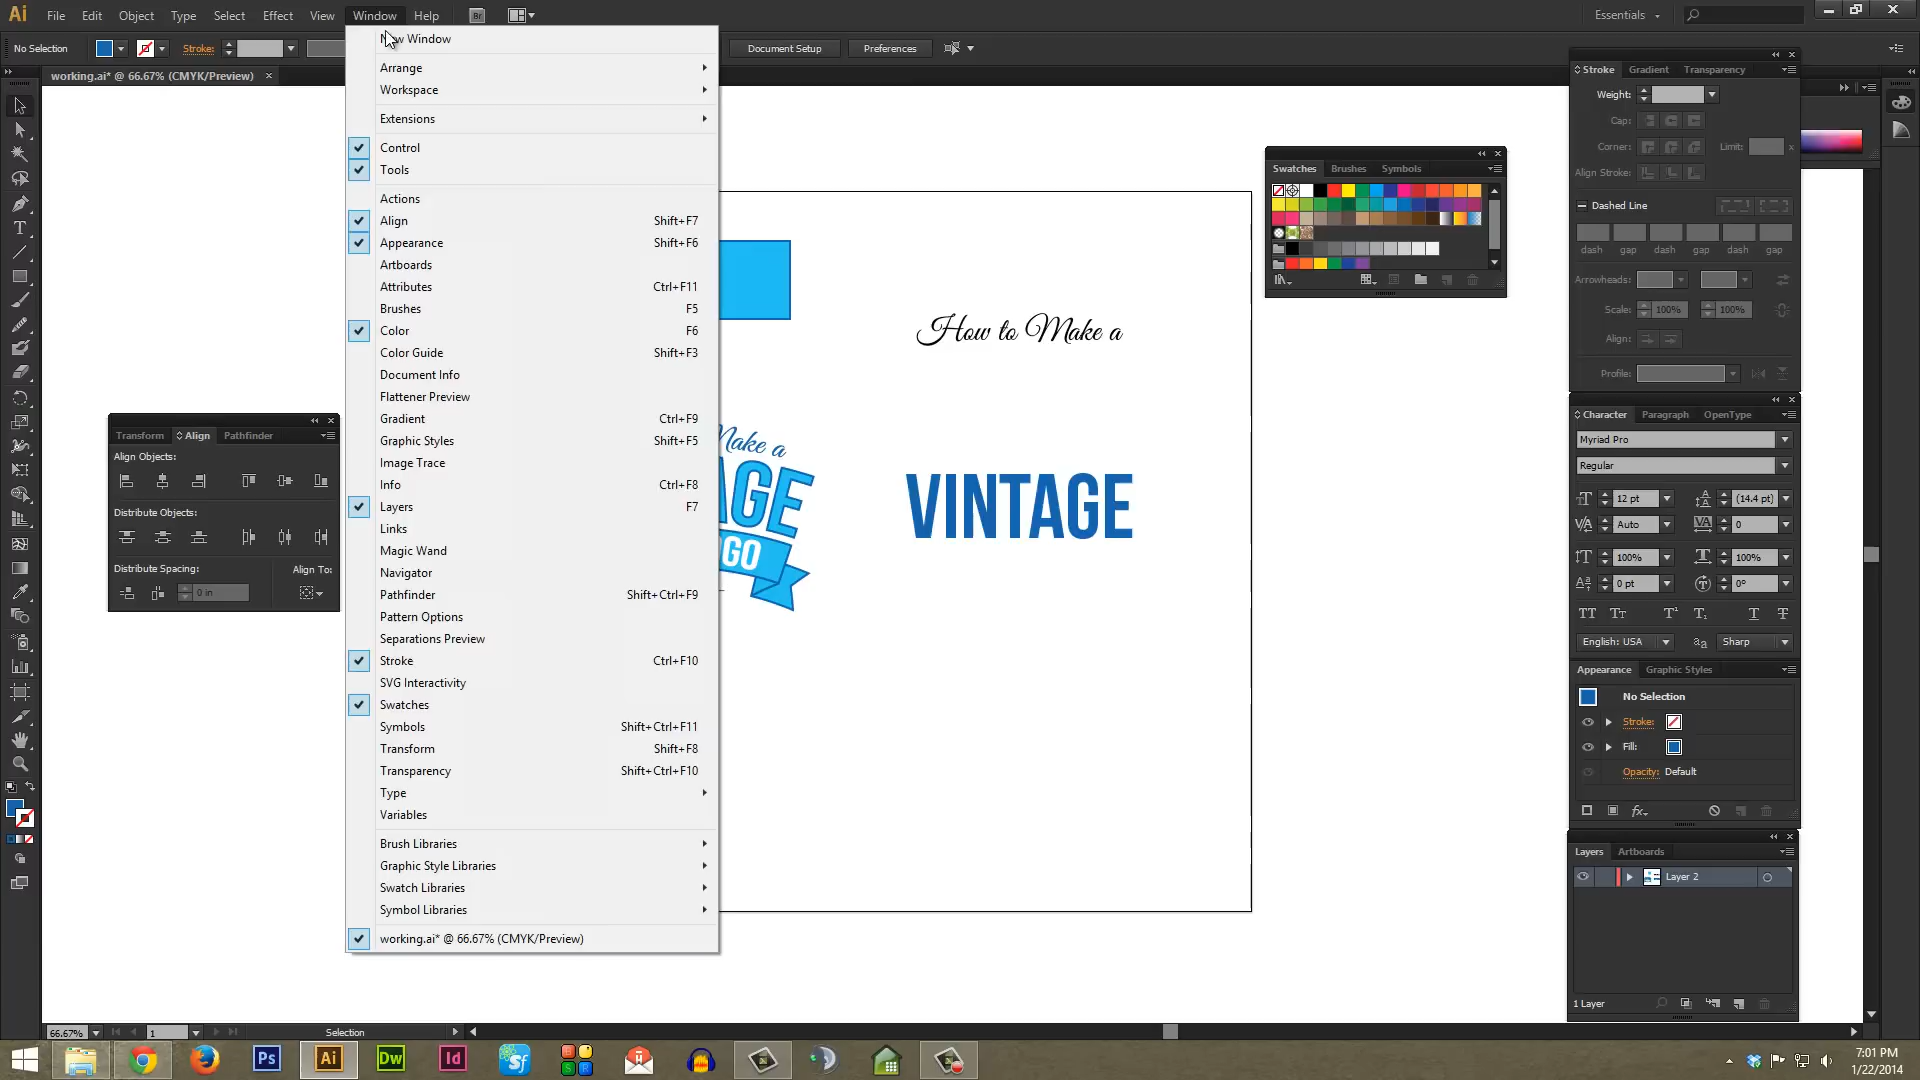 Ai File Edit Object Type Select Effect View Window Help Br Essentials
No Selection Stroke: Document Setup Preferences
working.ai* @ 66.67% (CMYK/Preview) ×
New Window
Arrange
Workspace
Extensions
Control
Tools
Actions
Align Shift+F7
Appearance Shift+F6
Artboards
Attributes Ctrl+F11
Brushes F5
Color F6
Color Guide Shift+F3
Document Info
Flattener Preview
Gradient Ctrl+F9
Graphic Styles Shift+F5
Image Trace
Info Ctrl+F8
Layers F7
Links
Magic Wand
Navigator
Pathfinder Shift+Ctrl+F9
Pattern Options
Separations Preview
Stroke Ctrl+F10
SVG Interactivity
Swatches
Symbols Shift+Ctrl+F11
Transform Shift+F8
Transparency Shift+Ctrl+F10
Type
Variables
Brush Libraries
Graphic Style Libraries
Swatch Libraries
Symbol Libraries
working.ai* @ 66.67% (CMYK/Preview)
Transform Align Pathfinder
Align Objects:
Distribute Objects:
Distribute Spacing: Align To:
0 in
Make a
AGE
GO
How to Make a
VINTAGE
Swatches Brushes Symbols
Stroke Gradient Transparency
Weight:
Cap:
Corner: Limit: x
Align Stroke:
Dashed Line
dash gap dash gap dash gap
Arrowheads:
Scale: 100% 100%
Align:
Profile:
Character Paragraph OpenType
Myriad Pro
Regular
12 pt (14.4 pt)
Auto 0
100% 100%
0 pt 0°
English: USA Sharp
Appearance Graphic Styles
No Selection
Stroke:
Fill:
Opacity: Default
fx
Layers Artboards
Layer 2
1 Layer
66.67% 1 Selection
Ps Ai Dw Id sf
7:01 PM
1/22/2014